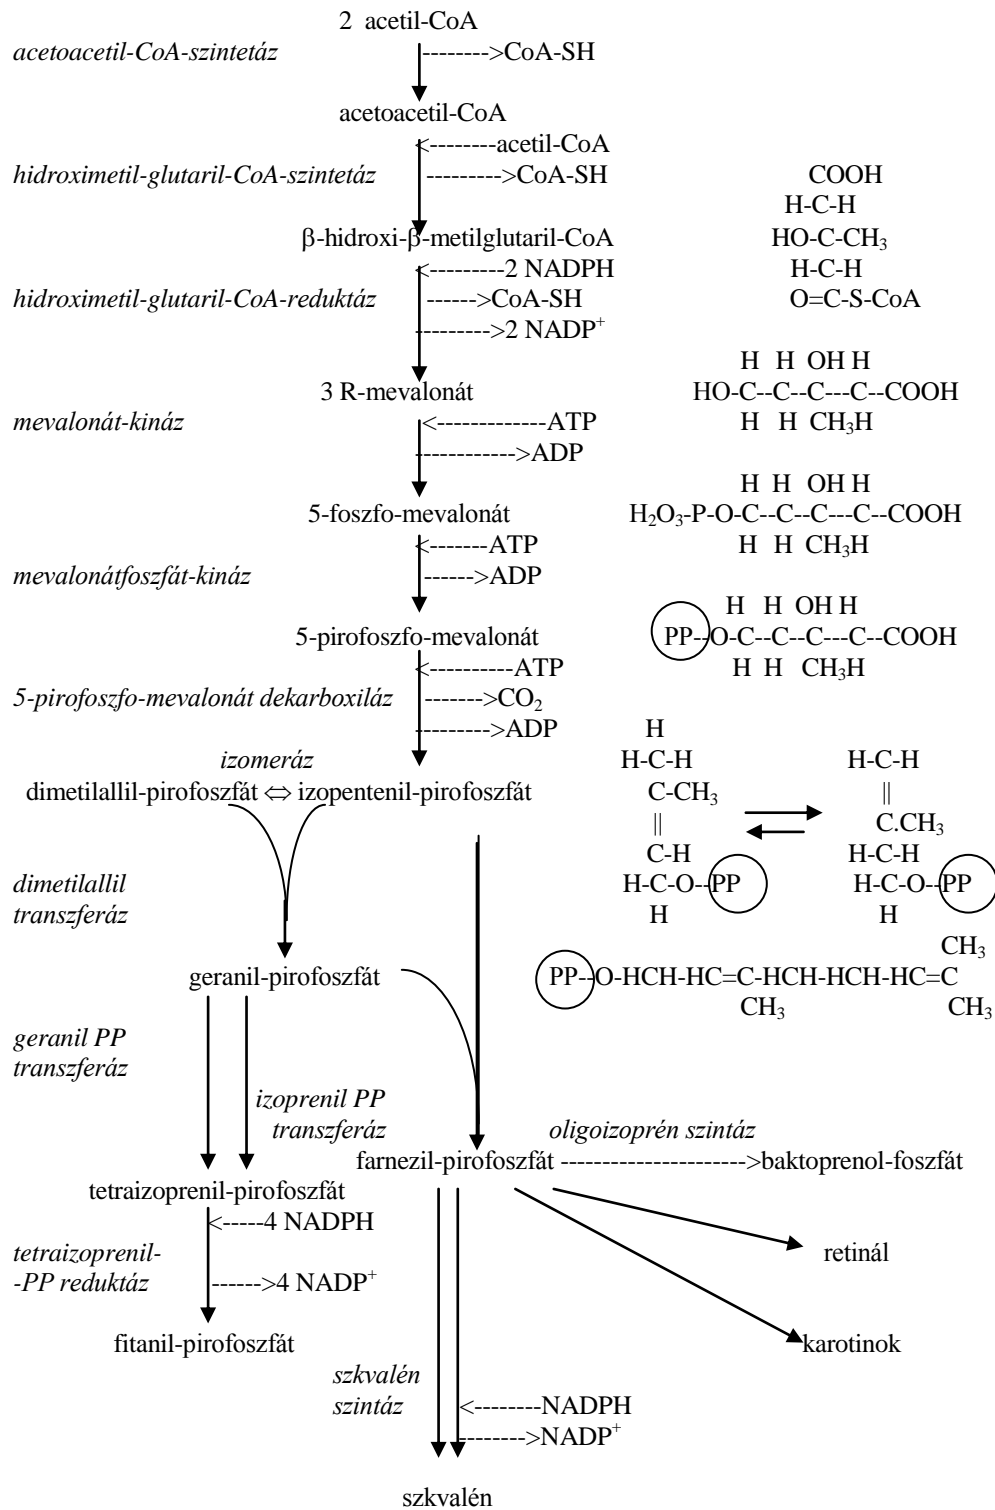 2 acetil-CoA
acetoacetil-CoA-szintetáz -------->CoA-SH
acetoacetil-CoA
<--------acetil-CoA
hidroximetil-glutaril-CoA-szintetáz --------->CoA-SH COOH
H-C-H
β-hidroxi-β-metilglutaril-CoA HO-C-CH₃
<---------2 NADPH H-C-H
hidroximetil-glutaril-CoA-reduktáz ------>CoA-SH O=C-S-CoA
--------->2 NADP⁺
H H OH H
3 R-mevalonát HO-C--C--C---C--COOH
mevalonát-kináz <-------------ATP H H CH₃H
------------>ADP
H H OH H
5-foszfo-mevalonát H₂O₃-P-O-C--C--C---C--COOH
<-------ATP H H CH₃H
mevalonátfoszfát-kináz ------>ADP
H H OH H
5-pirofoszfo-mevalonát PP--O-C--C--C---C--COOH
<----------ATP H H CH₃H
5-pirofoszfo-mevalonát dekarboxiláz ------->CO₂
--------->ADP H
izomeráz H-C-H H-C-H
dimetilallil-pirofoszfát ⇔ izopentenil-pirofoszfát C-CH₃ ||
|| C.CH₃
C-H H-C-H
dimetilallil H-C-O--PP H-C-O--PP
transzferáz H H
CH₃
geranil-pirofoszfát PP--O-HCH-HC=C-HCH-HCH-HC=C
CH₃ CH₃
geranil PP
transzferáz
izoprenil PP
transzferáz oligoizoprén szintáz
farnezil-pirofoszfát ---------------------->baktoprenol-foszfát
tetraizoprenil-pirofoszfát
<-----4 NADPH
tetraizoprenil- retinál
-PP reduktáz ------>4 NADP⁺
fitanil-pirofoszfát karotinok
szkvalén
szintáz <--------NADPH
-------->NADP⁺
szkvalén